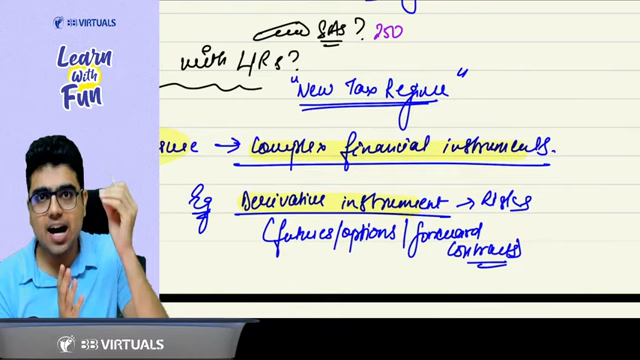 BB VIRTUALS
Learn
With
Fun
SAs? 250
with 4Rs?
"New Tax Regime"
→ Complex financial instruments.
Eg Derivative instrument → Risks
(futures/options/forward
contracts)
BB VIRTUALS